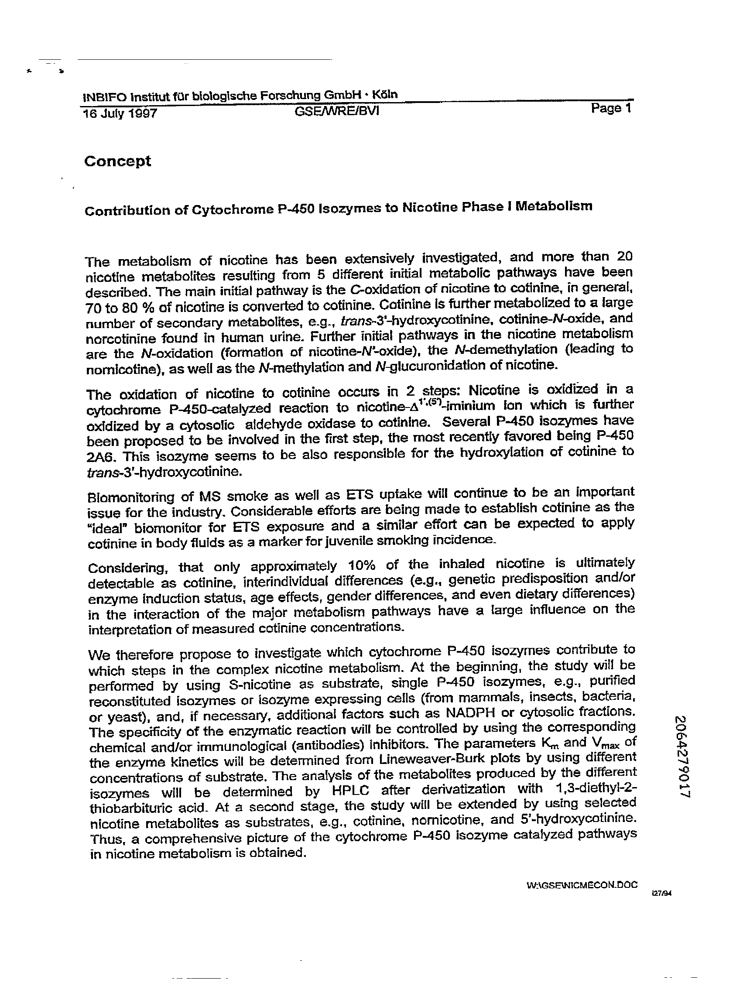 INBIFO Institut für biologische Forschung GmbH · Köln
16 July 1997 GSE/WRE/BVI Page 1
Concept
Contribution of Cytochrome P-450 Isozymes to Nicotine Phase I Metabolism
The metabolism of nicotine has been extensively investigated, and more than 20
nicotine metabolites resulting from 5 different initial metabolic pathways have been
described. The main initial pathway is the C-oxidation of nicotine to cotinine, in general,
70 to 80 % of nicotine is converted to cotinine. Cotinine is further metabolized to a large
number of secondary metabolites, e.g., trans-3'-hydroxycotinine, cotinine-N-oxide, and
norcotinine found in human urine. Further initial pathways in the nicotine metabolism
are the N-oxidation (formation of nicotine-N'-oxide), the N-demethylation (leading to
nornicotine), as well as the N-methylation and N-glucuronidation of nicotine.
The oxidation of nicotine to cotinine occurs in 2 steps: Nicotine is oxidized in a
cytochrome P-450-catalyzed reaction to nicotine-Δ1',(5')-iminium ion which is further
oxidized by a cytosolic aldehyde oxidase to cotinine. Several P-450 isozymes have
been proposed to be involved in the first step, the most recently favored being P-450
2A6. This isozyme seems to be also responsible for the hydroxylation of cotinine to
trans-3'-hydroxycotinine.
Biomonitoring of MS smoke as well as ETS uptake will continue to be an important
issue for the industry. Considerable efforts are being made to establish cotinine as the
"ideal" biomonitor for ETS exposure and a similar effort can be expected to apply
cotinine in body fluids as a marker for juvenile smoking incidence.
Considering, that only approximately 10% of the inhaled nicotine is ultimately
detectable as cotinine, interindividual differences (e.g., genetic predisposition and/or
enzyme induction status, age effects, gender differences, and even dietary differences)
in the interaction of the major metabolism pathways have a large influence on the
interpretation of measured cotinine concentrations.
We therefore propose to investigate which cytochrome P-450 isozymes contribute to
which steps in the complex nicotine metabolism. At the beginning, the study will be
performed by using S-nicotine as substrate, single P-450 isozymes, e.g., purified
reconstituted isozymes or isozyme expressing cells (from mammals, insects, bacteria,
or yeast), and, if necessary, additional factors such as NADPH or cytosolic fractions.
The specificity of the enzymatic reaction will be controlled by using the corresponding
chemical and/or immunological (antibodies) inhibitors. The parameters Km and Vmax of
the enzyme kinetics will be determined from Lineweaver-Burk plots by using different
concentrations of substrate. The analysis of the metabolites produced by the different
isozymes will be determined by HPLC after derivatization with 1,3-diethyl-2-
thiobarbituric acid. At a second stage, the study will be extended by using selected
nicotine metabolites as substrates, e.g., cotinine, nornicotine, and 5'-hydroxycotinine.
Thus, a comprehensive picture of the cytochrome P-450 isozyme catalyzed pathways
in nicotine metabolism is obtained.
2064279017
W:\GSE\NICMECON.DOC
i27/94